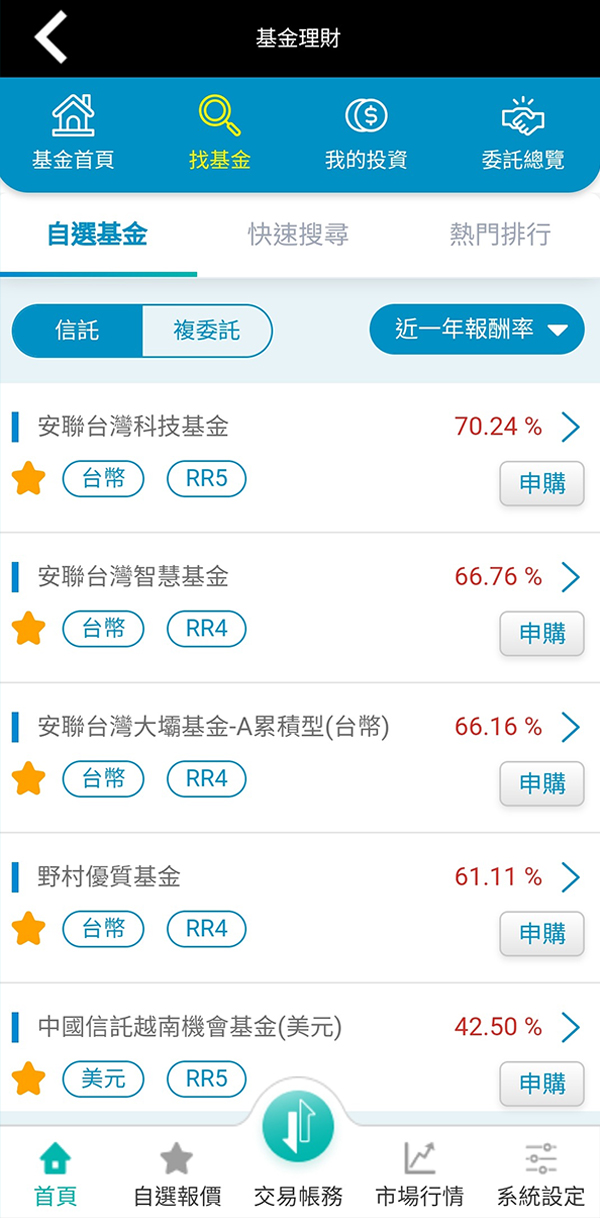 基金理財
基金首頁 找基金 我的投資 委託總覽
自選基金 快速搜尋 熱門排行
信託 複委託 近一年報酬率
安聯台灣科技基金 70.24 %
台幣 RR5 申購
安聯台灣智慧基金 66.76 %
台幣 RR4 申購
安聯台灣大壩基金-A累積型(台幣) 66.16 %
台幣 RR4 申購
野村優質基金 61.11 %
台幣 RR4 申購
中國信託越南機會基金(美元) 42.50 %
美元 RR5 申購
首頁 自選報價 交易帳務 市場行情 系統設定